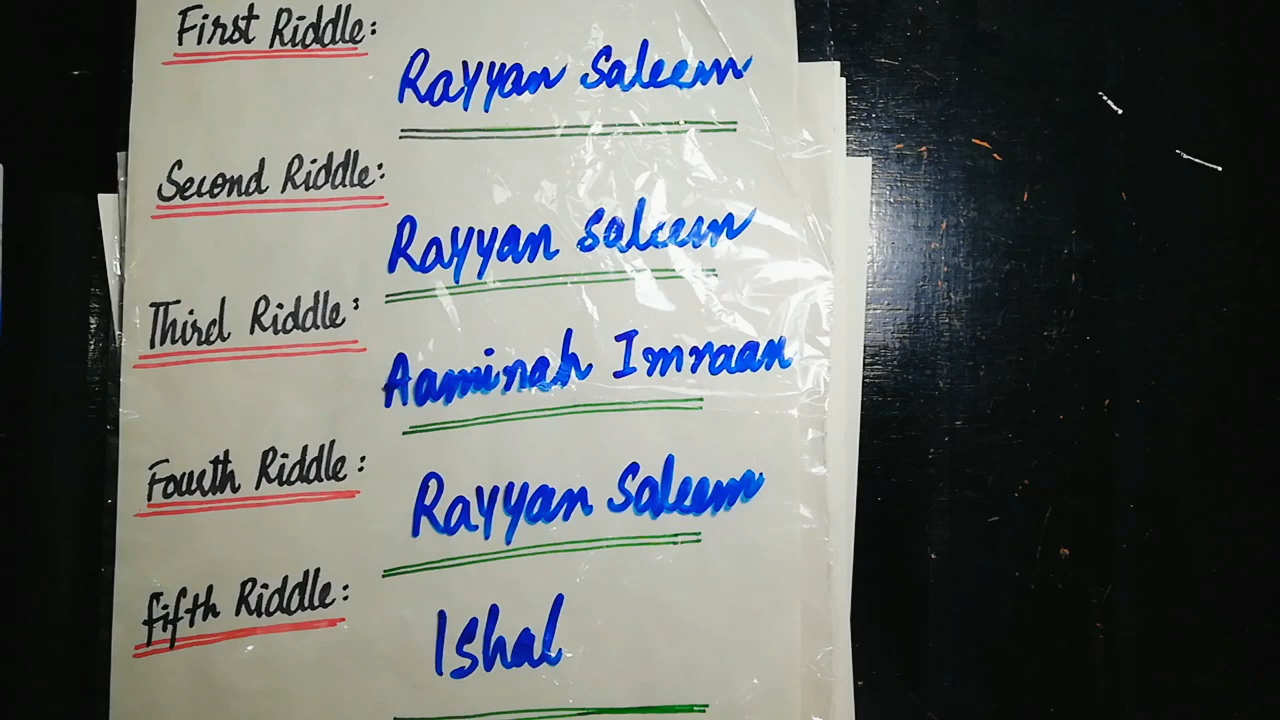 First Riddle:
Rayyan Saleem
Second Riddle:
Rayyan Saleem
Third Riddle:
Aaminah Imraan
Fourth Riddle:
Rayyan Saleem
Fifth Riddle:
Ishal